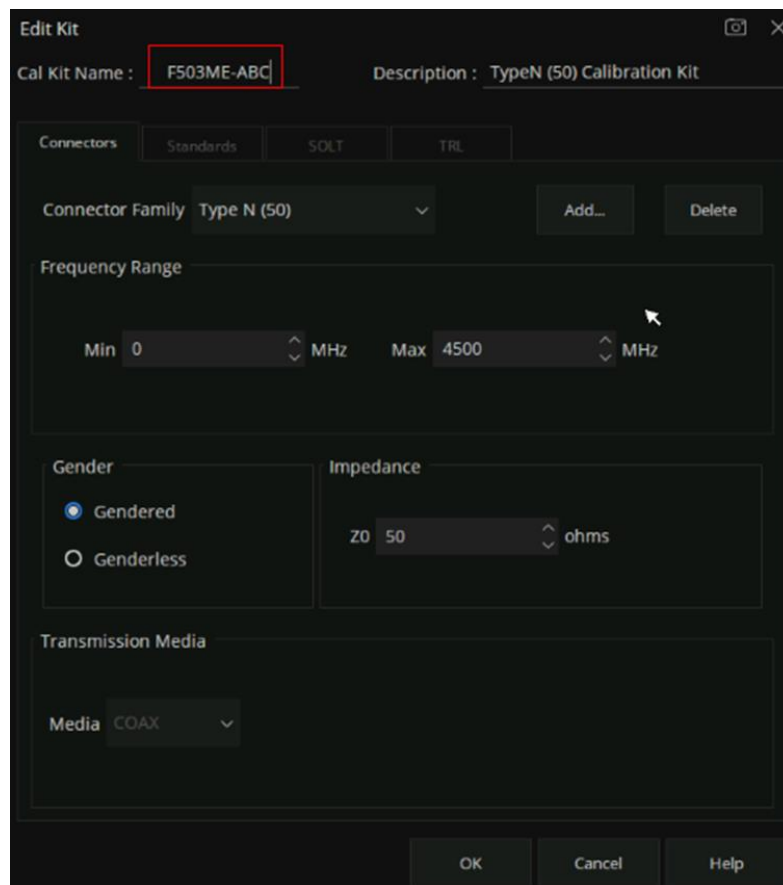 Edit Kit
Cal Kit Name : F503ME-ABC Description : TypeN (50) Calibration Kit
Connectors Standards SOLT TRL
Connector Family Type N (50) Add... Delete
Frequency Range
Min 0 MHz Max 4500 MHz
Gender Impedance
Gendered
Z0 50 ohms
Genderless
Transmission Media
Media COAX
OK Cancel Help